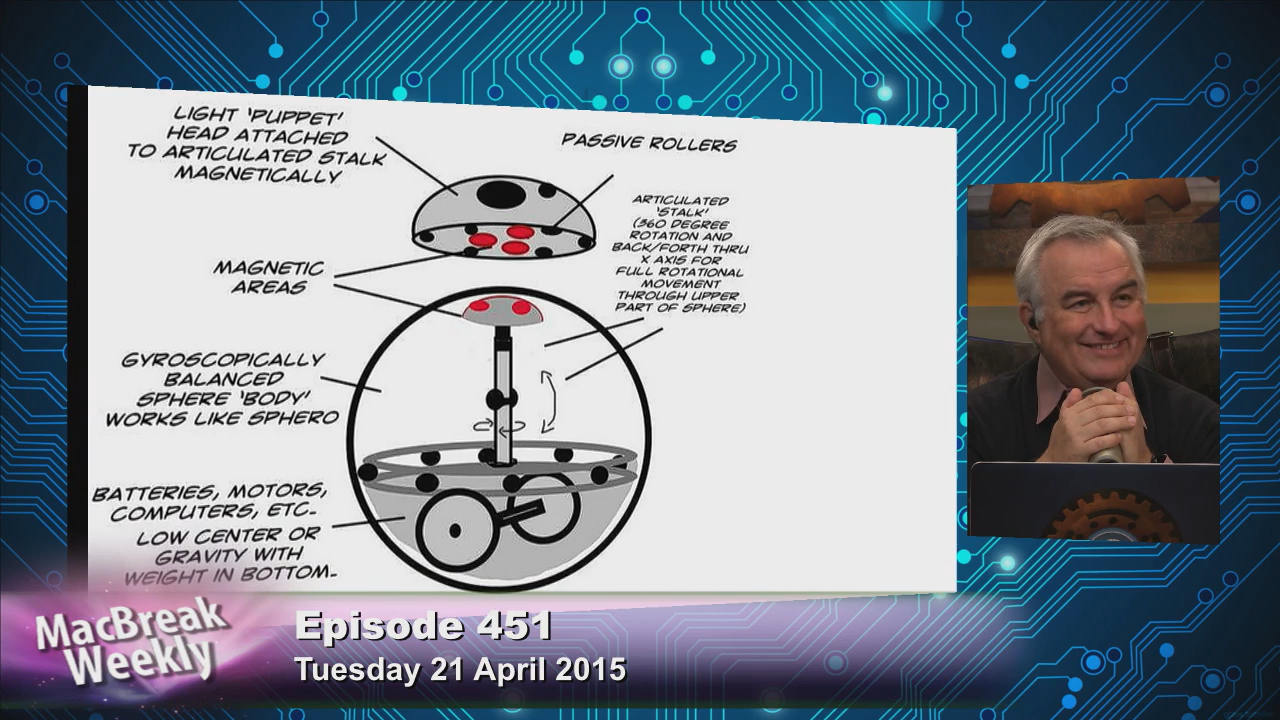 LIGHT 'PUPPET'
HEAD ATTACHED
TO ARTICULATED STALK
MAGNETICALLY
PASSIVE ROLLERS
ARTICULATED
'STALK'
(360 DEGREE
ROTATION AND
BACK/FORTH THRU
X AXIS FOR
FULL ROTATIONAL
MOVEMENT
THROUGH UPPER
PART OF SPHERE)
MAGNETIC
AREAS
GYROSCOPICALLY
BALANCED
SPHERE 'BODY'
WORKS LIKE SPHERO
BATTERIES, MOTORS,
COMPUTERS, ETC.
LOW CENTER OR
GRAVITY WITH
WEIGHT IN BOTTOM.
MacBreak
Weekly
Episode 451
Tuesday 21 April 2015